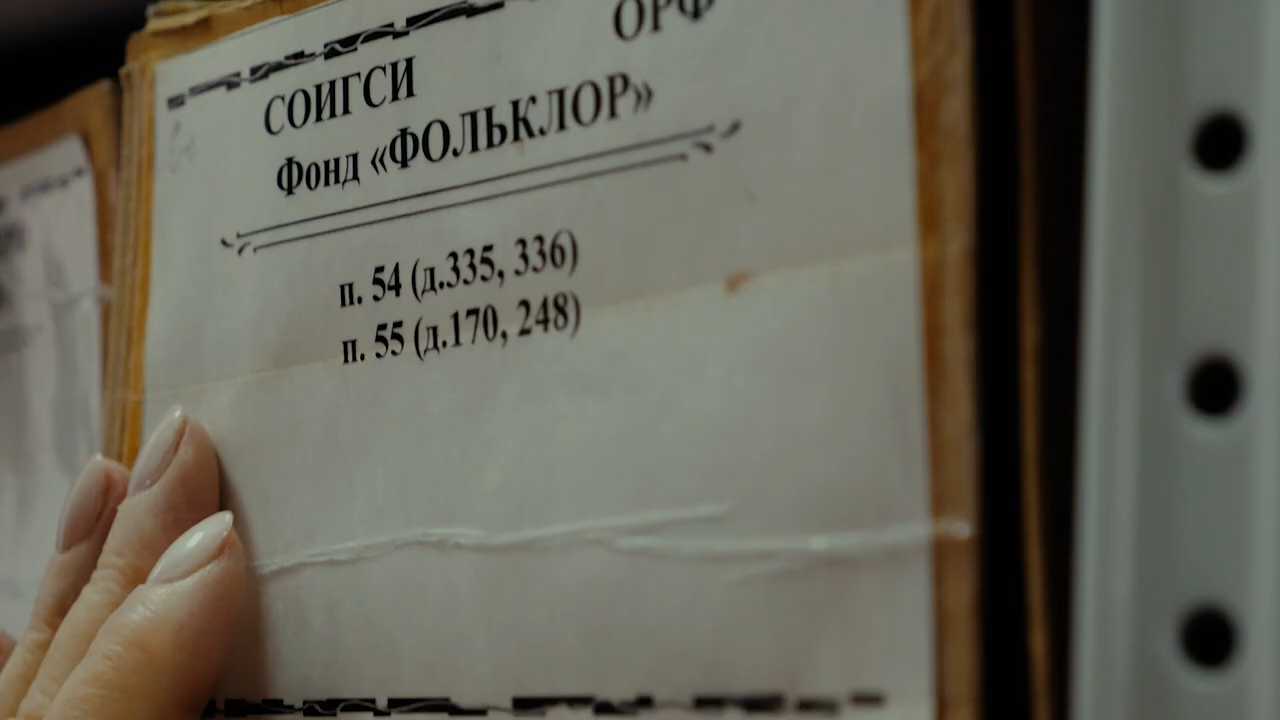 ОРФ
СОИГСИ
Фонд «ФОЛЬКЛОР»
п. 54 (д.335, 336)
п. 55 (д.170, 248)